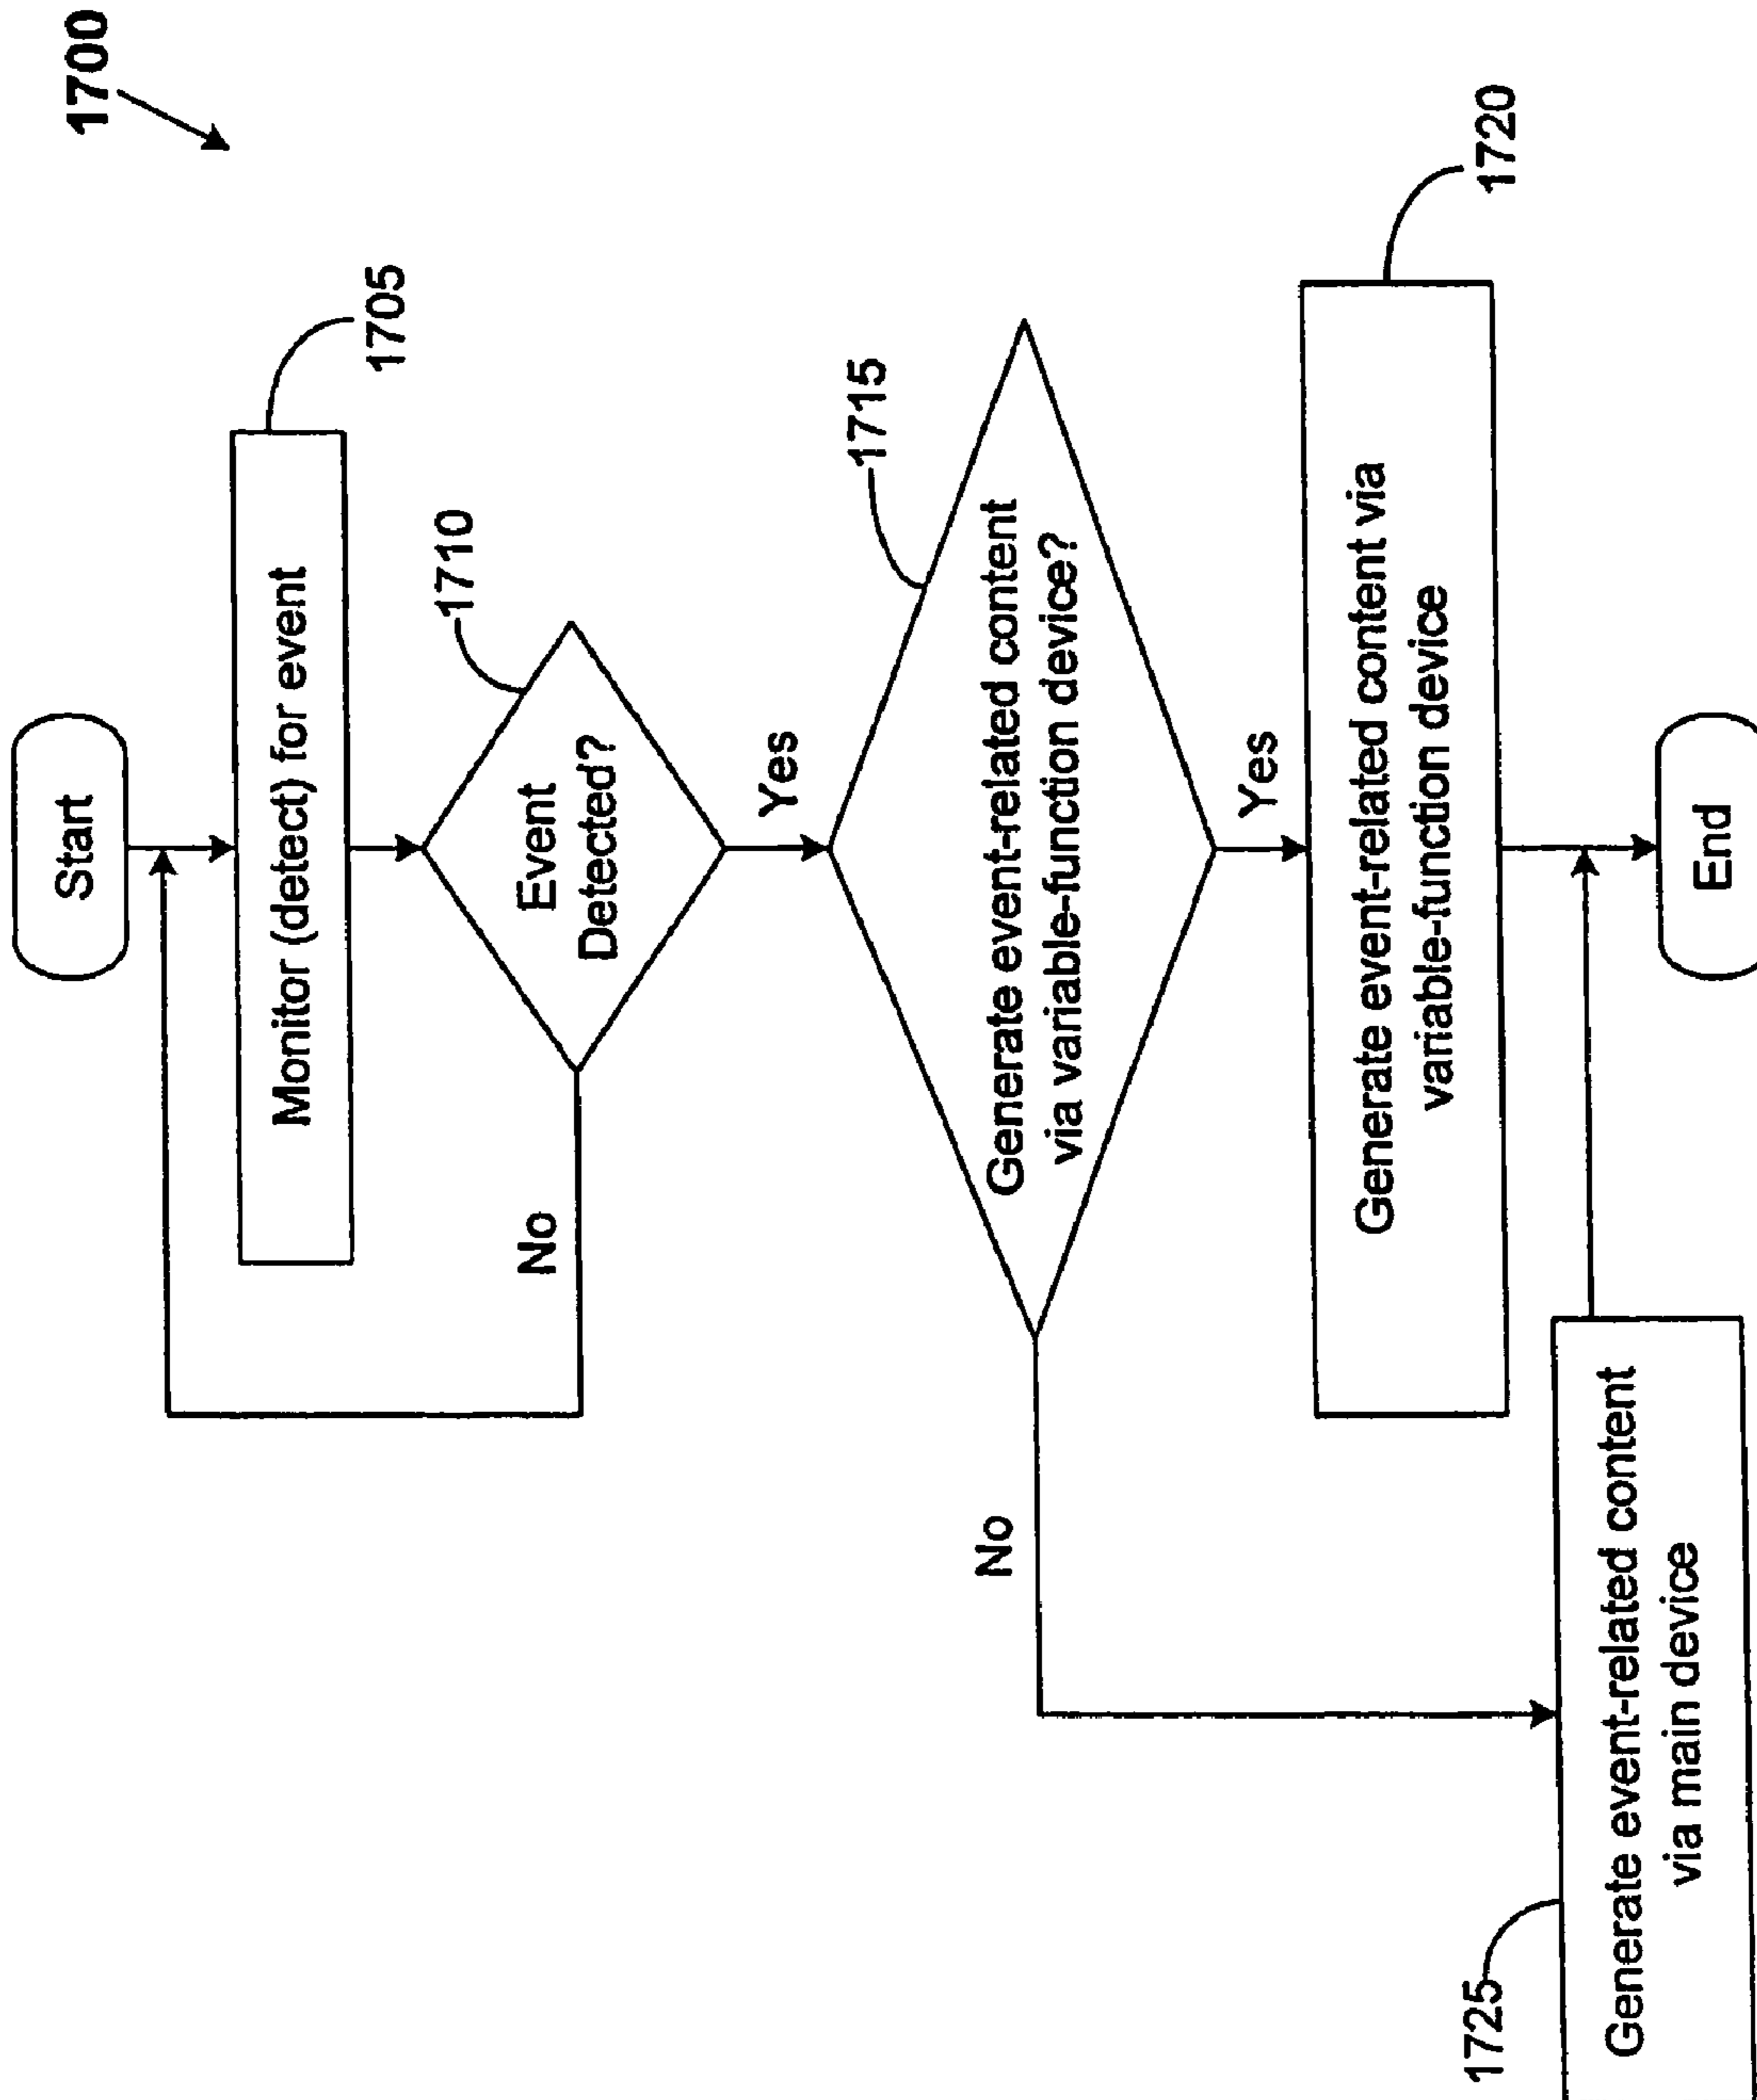 1700
Start
Monitor (detect) for event
1705
Event
Detected?
1710
No
Yes
Generate event-related content
via variable-function device?
1715
No
Yes
Generate event-related content via
variable-function device
1720
Generate event-related content
via main device
1725
End